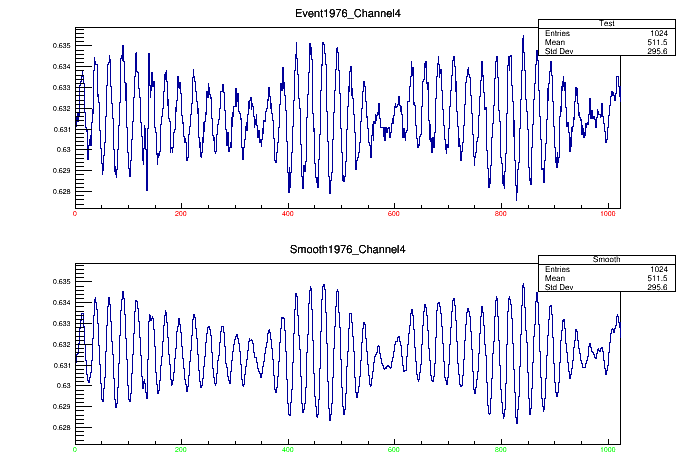 Event1976_Channel4
Test
Entries 1024
Mean 511.5
Std Dev 295.6
0.635
0.634
0.633
0.632
0.631
0.63
0.629
0.628
0 200 400 600 800 1000
Smooth1976_Channel4
Smooth
Entries 1024
Mean 511.5
Std Dev 295.6
0.635
0.634
0.633
0.632
0.631
0.63
0.629
0.628
0 200 400 600 800 1000